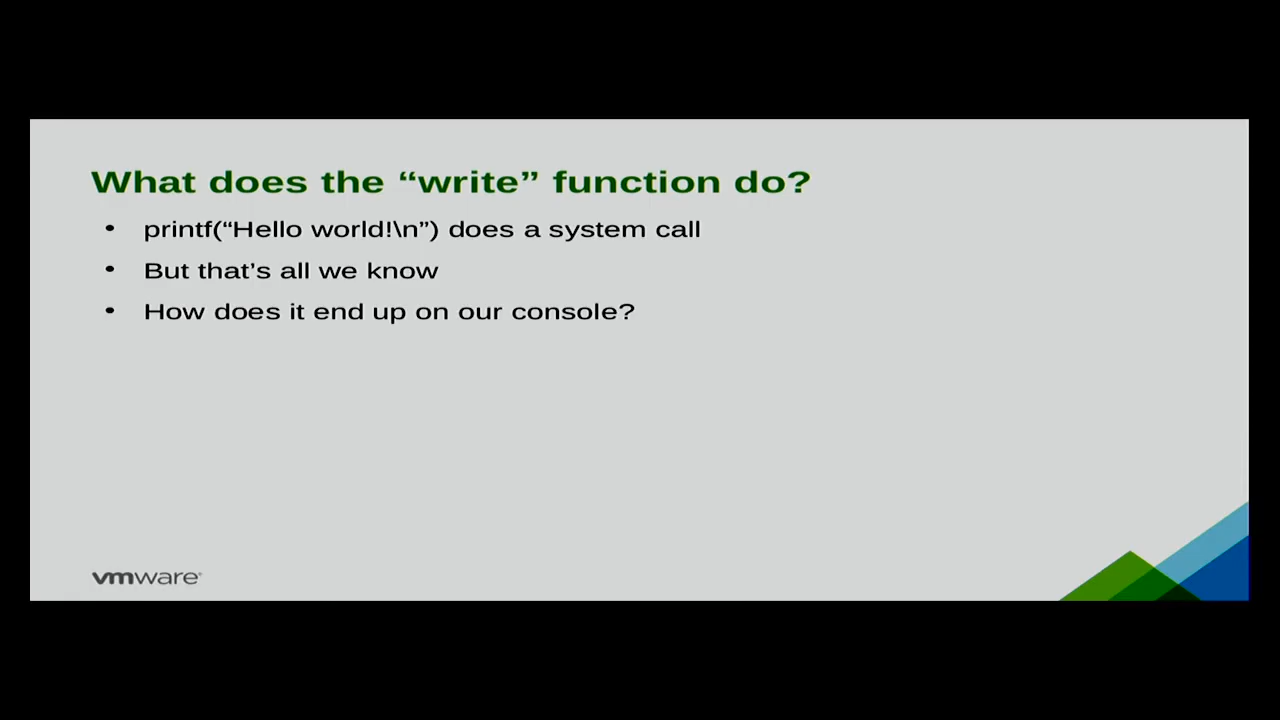 What does the “write” function do?
• printf(“Hello world!\n”) does a system call
• But that’s all we know
• How does it end up on our console?
vmware®